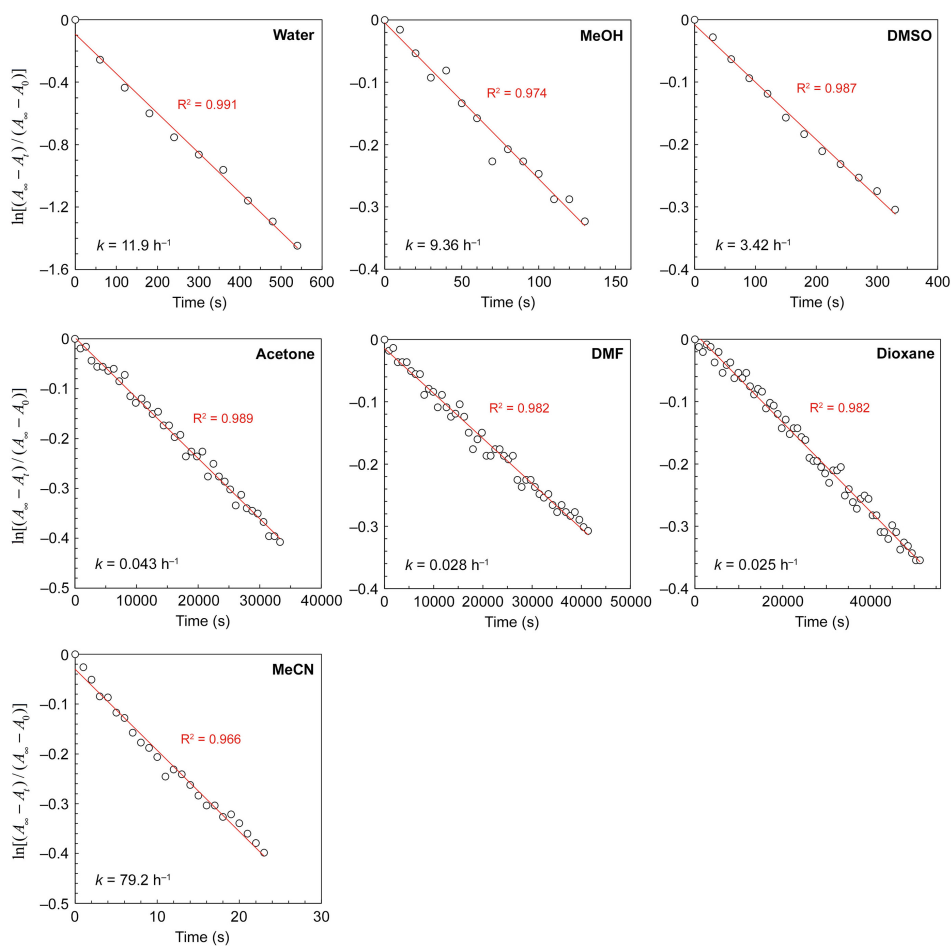 Water
R² = 0.991
k = 11.9 h⁻¹
ln[(A∞ – Aₜ) / (A∞ – A₀)]
0
–0.4
–0.8
–1.2
–1.6
0 100 200 300 400 500 600
Time (s)
MeOH
R² = 0.974
k = 9.36 h⁻¹
0
–0.1
–0.2
–0.3
–0.4
0 50 100 150
Time (s)
DMSO
R² = 0.987
k = 3.42 h⁻¹
0
–0.1
–0.2
–0.3
–0.4
0 100 200 300 400
Time (s)
Acetone
R² = 0.989
k = 0.043 h⁻¹
ln[(A∞ – Aₜ) / (A∞ – A₀)]
0
–0.1
–0.2
–0.3
–0.4
–0.5
0 10000 20000 30000 40000
Time (s)
DMF
R² = 0.982
k = 0.028 h⁻¹
0
–0.1
–0.2
–0.3
–0.4
0 10000 20000 30000 40000 50000
Time (s)
Dioxane
R² = 0.982
k = 0.025 h⁻¹
0
–0.1
–0.2
–0.3
–0.4
0 20000 40000
Time (s)
MeCN
R² = 0.966
k = 79.2 h⁻¹
ln[(A∞ – Aₜ) / (A∞ – A₀)]
0
–0.1
–0.2
–0.3
–0.4
–0.5
0 10 20 30
Time (s)